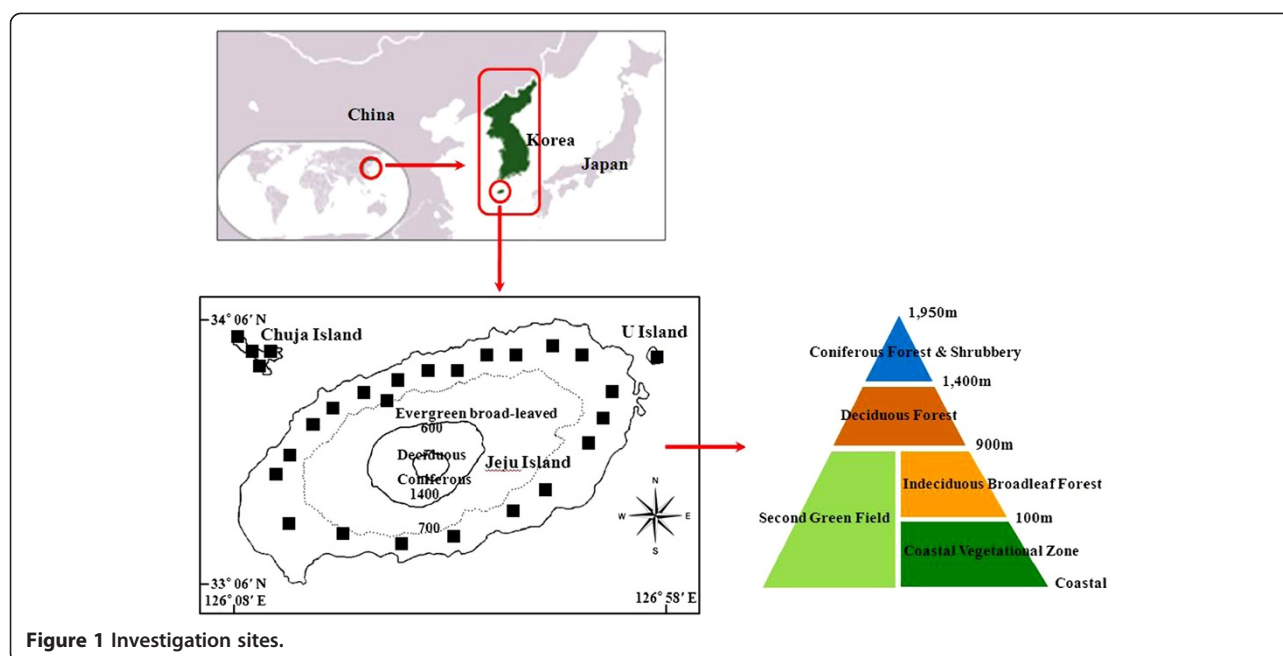 China
Korea
Japan
34° 06′ N
Chuja Island
U Island
Evergreen broad-leaved
600
Deciduous
Jeju Island
Coniferous
1400
700
N
W E
S
33° 06′ N
126° 08′ E
126° 58′ E
1,950m
Coniferous Forest & Shrubbery
1,400m
Deciduous Forest
900m
Indeciduous Broadleaf Forest
Second Green Field
100m
Coastal Vegetational Zone
Coastal
Figure 1 Investigation sites.